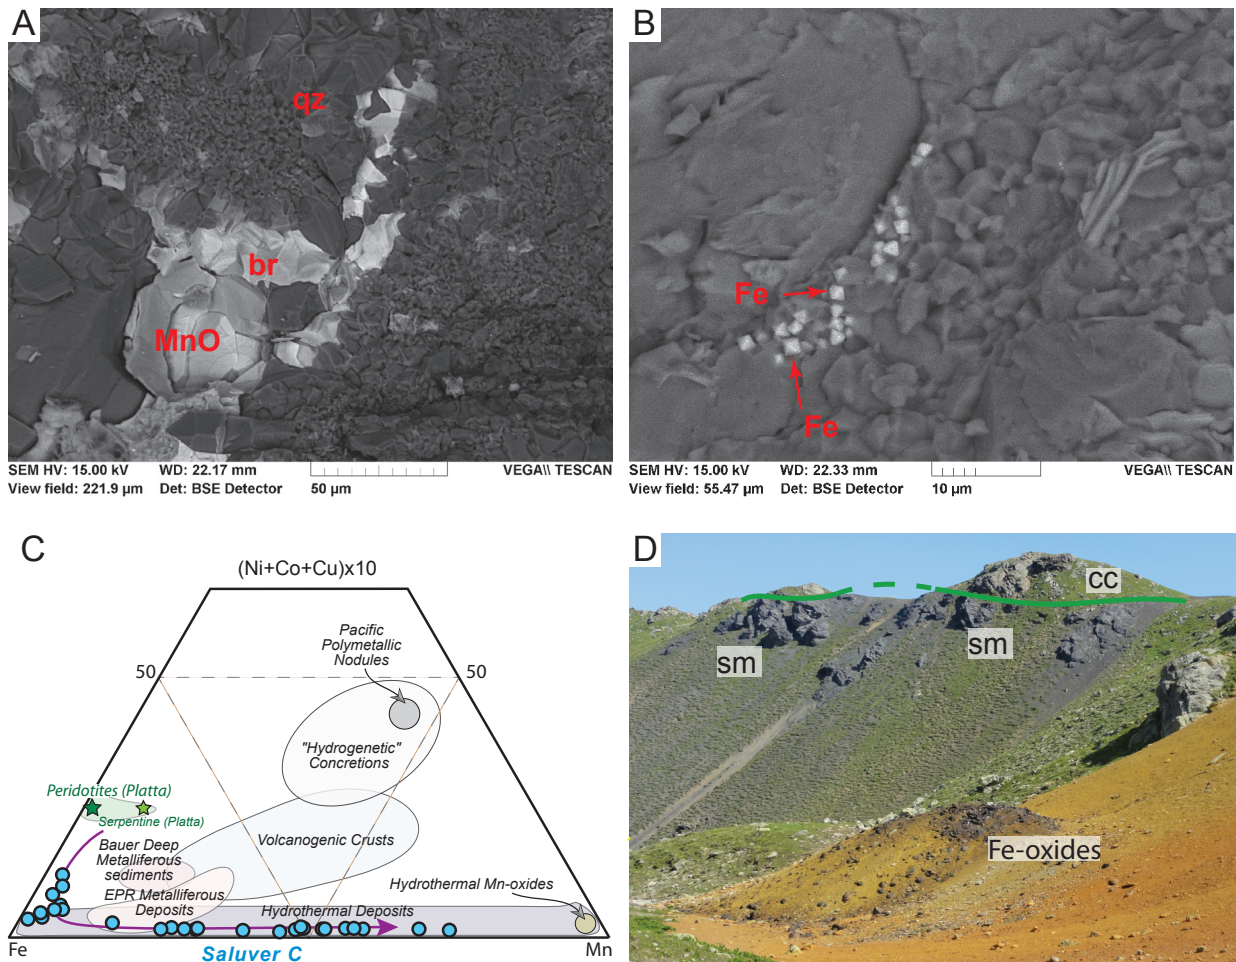 A
qz
br
MnO
SEM HV: 15.00 kV WD: 22.17 mm VEGA\\ TESCAN
View field: 221.9 µm Det: BSE Detector 50 µm
B
Fe
Fe
SEM HV: 15.00 kV WD: 22.33 mm VEGA\\ TESCAN
View field: 55.47 µm Det: BSE Detector 10 µm
C
(Ni+Co+Cu)x10
Pacific
Polymetallic
Nodules
50
50
"Hydrogenetic"
Concretions
Peridotites (Platta)
Serpentine (Platta)
Volcanogenic Crusts
Bauer Deep
Metalliferous
sediments
EPR Metalliferous
Deposits
Hydrothermal Mn-oxides
Hydrothermal Deposits
Fe
Mn
Saluver C
D
cc
sm
sm
Fe-oxides